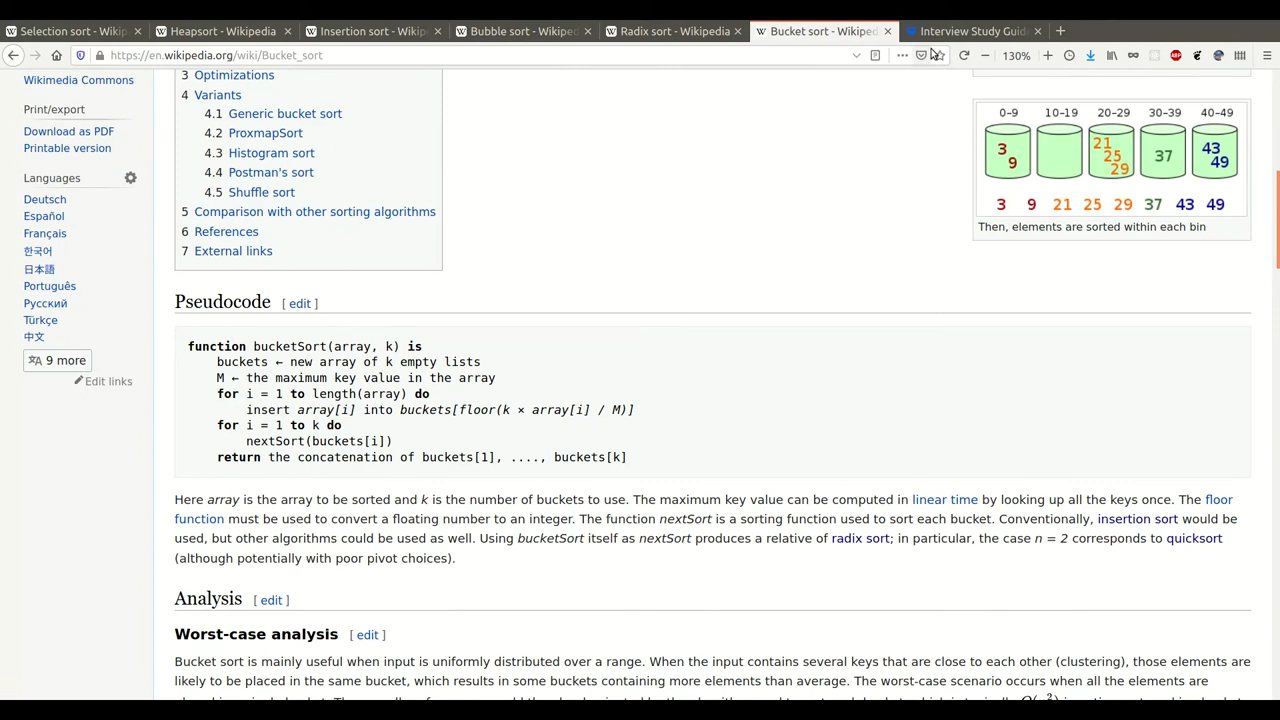 Selection sort - Wikipedi
Heapsort - Wikipedia
Insertion sort - Wikipedi
Bubble sort - Wikiped
Radix sort - Wikipedia
Bucket sort - Wikiped
Interview Study Guid
https://en.wikipedia.org/wiki/Bucket_sort
130%
ABP
Wikimedia Commons
Print/export
Download as PDF
Printable version
Languages
Deutsch
Español
Français
한국어
日本語
Português
Русский
Türkçe
中文
9 more
Edit links
3 Optimizations
4 Variants
4.1 Generic bucket sort
4.2 ProxmapSort
4.3 Histogram sort
4.4 Postman's sort
4.5 Shuffle sort
5 Comparison with other sorting algorithms
6 References
7 External links
0–9 10–19 20–29 30–39 40–49
3 9 21 25 29 37 43 49
3 9 21 25 29 37 43 49
Then, elements are sorted within each bin
Pseudocode [ edit ]
function bucketSort(array, k) is
buckets ← new array of k empty lists
M ← the maximum key value in the array
for i = 1 to length(array) do
insert array[i] into buckets[floor(k × array[i] / M)]
for i = 1 to k do
nextSort(buckets[i])
return the concatenation of buckets[1], ...., buckets[k]
Here array is the array to be sorted and k is the number of buckets to use. The maximum key value can be computed in linear time by looking up all the keys once. The floor
function must be used to convert a floating number to an integer. The function nextSort is a sorting function used to sort each bucket. Conventionally, insertion sort would be
used, but other algorithms could be used as well. Using bucketSort itself as nextSort produces a relative of radix sort; in particular, the case n = 2 corresponds to quicksort
(although potentially with poor pivot choices).
Analysis [ edit ]
Worst-case analysis [ edit ]
Bucket sort is mainly useful when input is uniformly distributed over a range. When the input contains several keys that are close to each other (clustering), those elements are
likely to be placed in the same bucket, which results in some buckets containing more elements than average. The worst-case scenario occurs when all the elements are